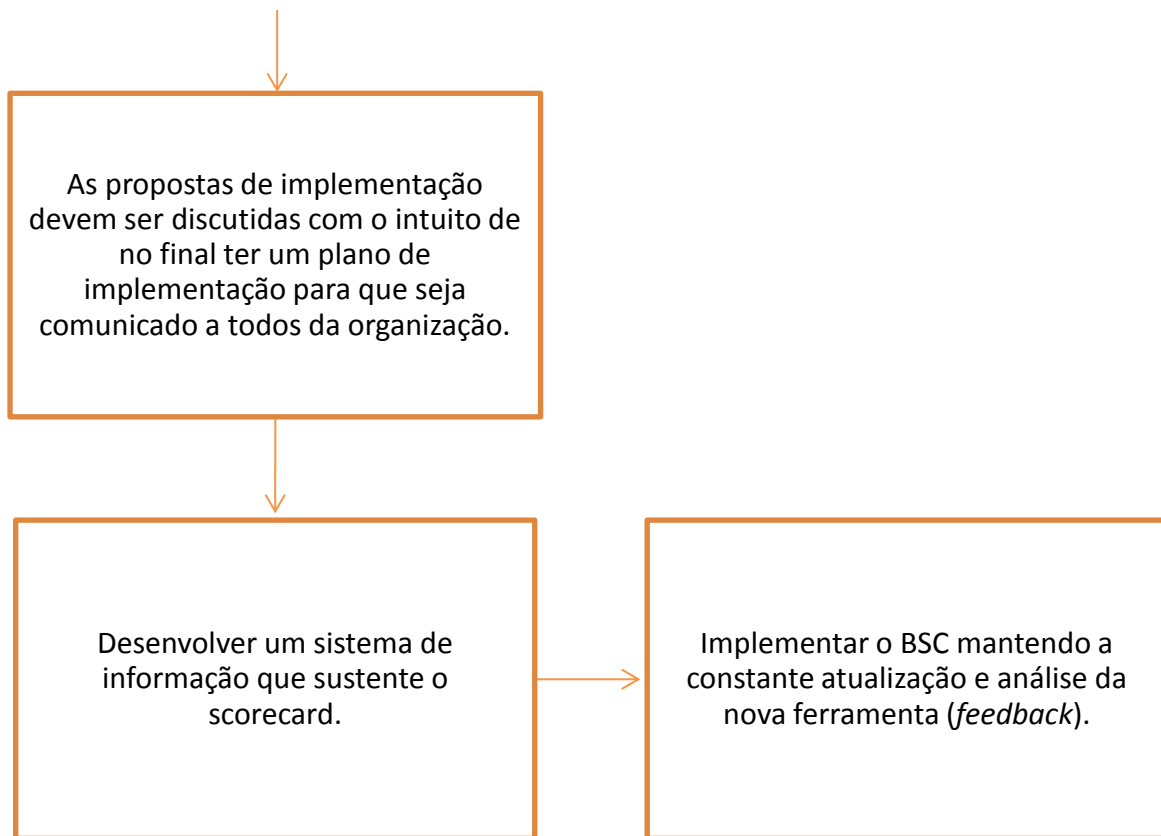 As propostas de implementação
devem ser discutidas com o intuito de
no final ter um plano de
implementação para que seja
comunicado a todos da organização.
Desenvolver um sistema de
informação que sustente o
scorecard.
Implementar o BSC mantendo a
constante atualização e análise da
nova ferramenta (feedback).